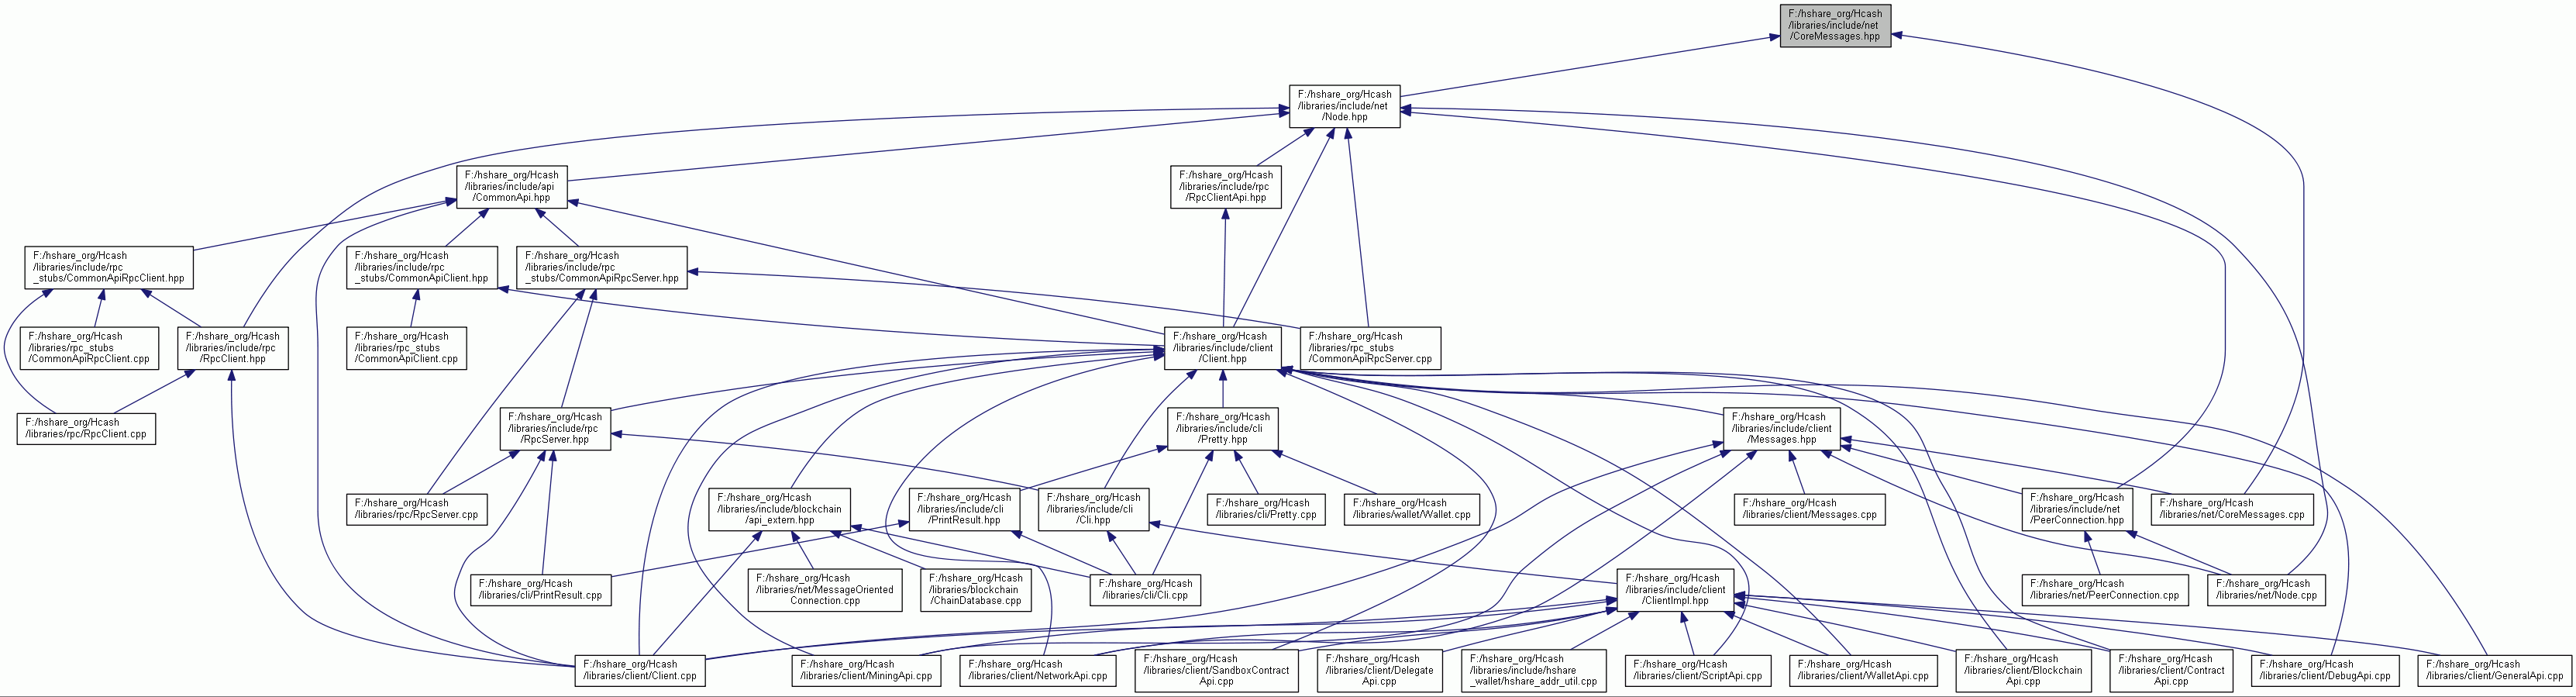 F:/hshare_org/Hcash
/libraries/include/net
/CoreMessages.hpp
F:/hshare_org/Hcash
/libraries/include/net
/Node.hpp
F:/hshare_org/Hcash
/libraries/include/api
/CommonApi.hpp
F:/hshare_org/Hcash
/libraries/include/rpc
/RpcClientApi.hpp
F:/hshare_org/Hcash
/libraries/include/rpc
_stubs/CommonApiRpcClient.hpp
F:/hshare_org/Hcash
/libraries/include/rpc
_stubs/CommonApiClient.hpp
F:/hshare_org/Hcash
/libraries/include/rpc
_stubs/CommonApiRpcServer.hpp
F:/hshare_org/Hcash
/libraries/rpc_stubs
/CommonApiRpcClient.cpp
F:/hshare_org/Hcash
/libraries/include/rpc
/RpcClient.hpp
F:/hshare_org/Hcash
/libraries/rpc_stubs
/CommonApiClient.cpp
F:/hshare_org/Hcash
/libraries/include/client
/Client.hpp
F:/hshare_org/Hcash
/libraries/rpc_stubs
/CommonApiRpcServer.cpp
F:/hshare_org/Hcash
/libraries/rpc/RpcClient.cpp
F:/hshare_org/Hcash
/libraries/include/rpc
/RpcServer.hpp
F:/hshare_org/Hcash
/libraries/include/cli
/Pretty.hpp
F:/hshare_org/Hcash
/libraries/include/client
/Messages.hpp
F:/hshare_org/Hcash
/libraries/rpc/RpcServer.cpp
F:/hshare_org/Hcash
/libraries/include/blockchain
/api_extern.hpp
F:/hshare_org/Hcash
/libraries/include/cli
/PrintResult.hpp
F:/hshare_org/Hcash
/libraries/include/cli
/Cli.hpp
F:/hshare_org/Hcash
/libraries/cli/Pretty.cpp
F:/hshare_org/Hcash
/libraries/wallet/Wallet.cpp
F:/hshare_org/Hcash
/libraries/client/Messages.cpp
F:/hshare_org/Hcash
/libraries/include/net
/PeerConnection.hpp
F:/hshare_org/Hcash
/libraries/net/CoreMessages.cpp
F:/hshare_org/Hcash
/libraries/cli/PrintResult.cpp
F:/hshare_org/Hcash
/libraries/net/MessageOriented
Connection.cpp
F:/hshare_org/Hcash
/libraries/blockchain
/ChainDatabase.cpp
F:/hshare_org/Hcash
/libraries/cli/Cli.cpp
F:/hshare_org/Hcash
/libraries/include/client
/ClientImpl.hpp
F:/hshare_org/Hcash
/libraries/net/PeerConnection.cpp
F:/hshare_org/Hcash
/libraries/net/Node.cpp
F:/hshare_org/Hcash
/libraries/client/Client.cpp
F:/hshare_org/Hcash
/libraries/client/MiningApi.cpp
F:/hshare_org/Hcash
/libraries/client/NetworkApi.cpp
F:/hshare_org/Hcash
/libraries/client/SandboxContract
Api.cpp
F:/hshare_org/Hcash
/libraries/client/Delegate
Api.cpp
F:/hshare_org/Hcash
/libraries/include/hshare
_wallet/hshare_addr_util.cpp
F:/hshare_org/Hcash
/libraries/client/ScriptApi.cpp
F:/hshare_org/Hcash
/libraries/client/WalletApi.cpp
F:/hshare_org/Hcash
/libraries/client/Blockchain
Api.cpp
F:/hshare_org/Hcash
/libraries/client/Contract
Api.cpp
F:/hshare_org/Hcash
/libraries/client/DebugApi.cpp
F:/hshare_org/Hcash
/libraries/client/GeneralApi.cpp